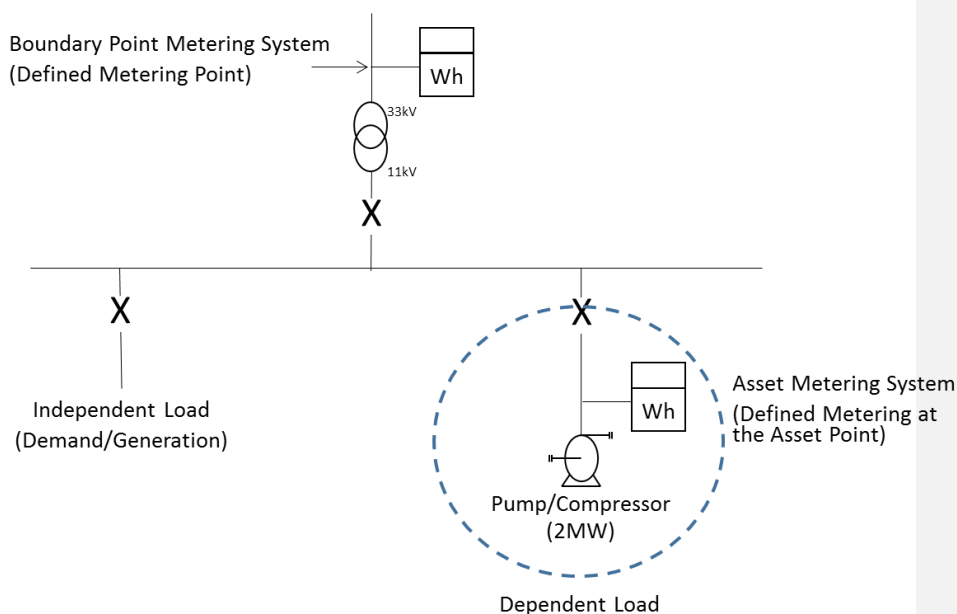 Boundary Point Metering System
(Defined Metering Point)
Wh
33kV
11kV
X
X
X
Independent Load
(Demand/Generation)
Wh
Asset Metering System
(Defined Metering at
the Asset Point)
Pump/Compressor
(2MW)
Dependent Load